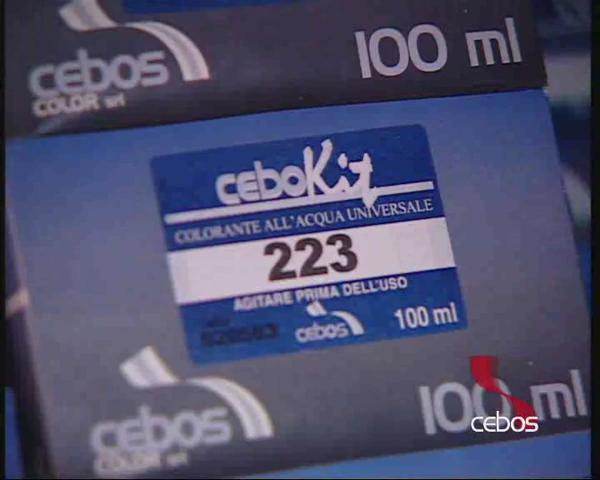 100 ml
cebos
COLOR srl
ceboKit
COLORANTE ALL'ACQUA UNIVERSALE
223
AGITARE PRIMA DELL'USO
cebos
100 ml
cebos
COLOR srl
100 ml
cebos